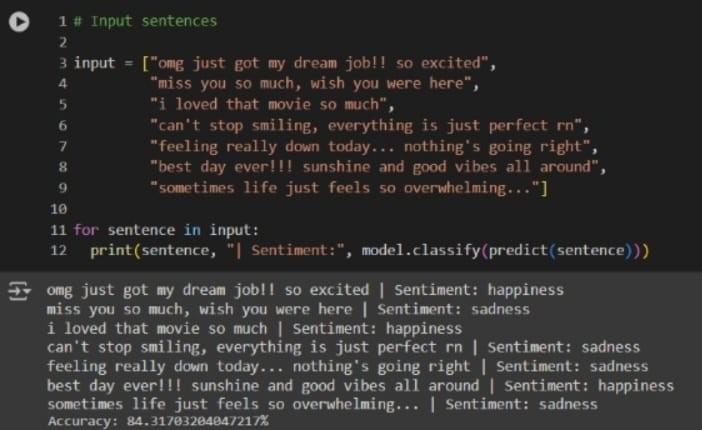 1 # Input sentences
2
3 input = ["omg just got my dream job!! so excited",
4 "miss you so much, wish you were here",
5 "i loved that movie so much",
6 "can't stop smiling, everything is just perfect rn",
7 "feeling really down today... nothing's going right",
8 "best day ever!!! sunshine and good vibes all around",
9 "sometimes life just feels so overwhelming..."]
10
11 for sentence in input:
12 print(sentence, "| Sentiment:", model.classify(predict(sentence)))
omg just got my dream job!! so excited | Sentiment: happiness
miss you so much, wish you were here | Sentiment: sadness
i loved that movie so much | Sentiment: happiness
can't stop smiling, everything is just perfect rn | Sentiment: sadness
feeling really down today... nothing's going right | Sentiment: sadness
best day ever!!! sunshine and good vibes all around | Sentiment: happiness
sometimes life just feels so overwhelming... | Sentiment: sadness
Accuracy: 84.31703204047217%